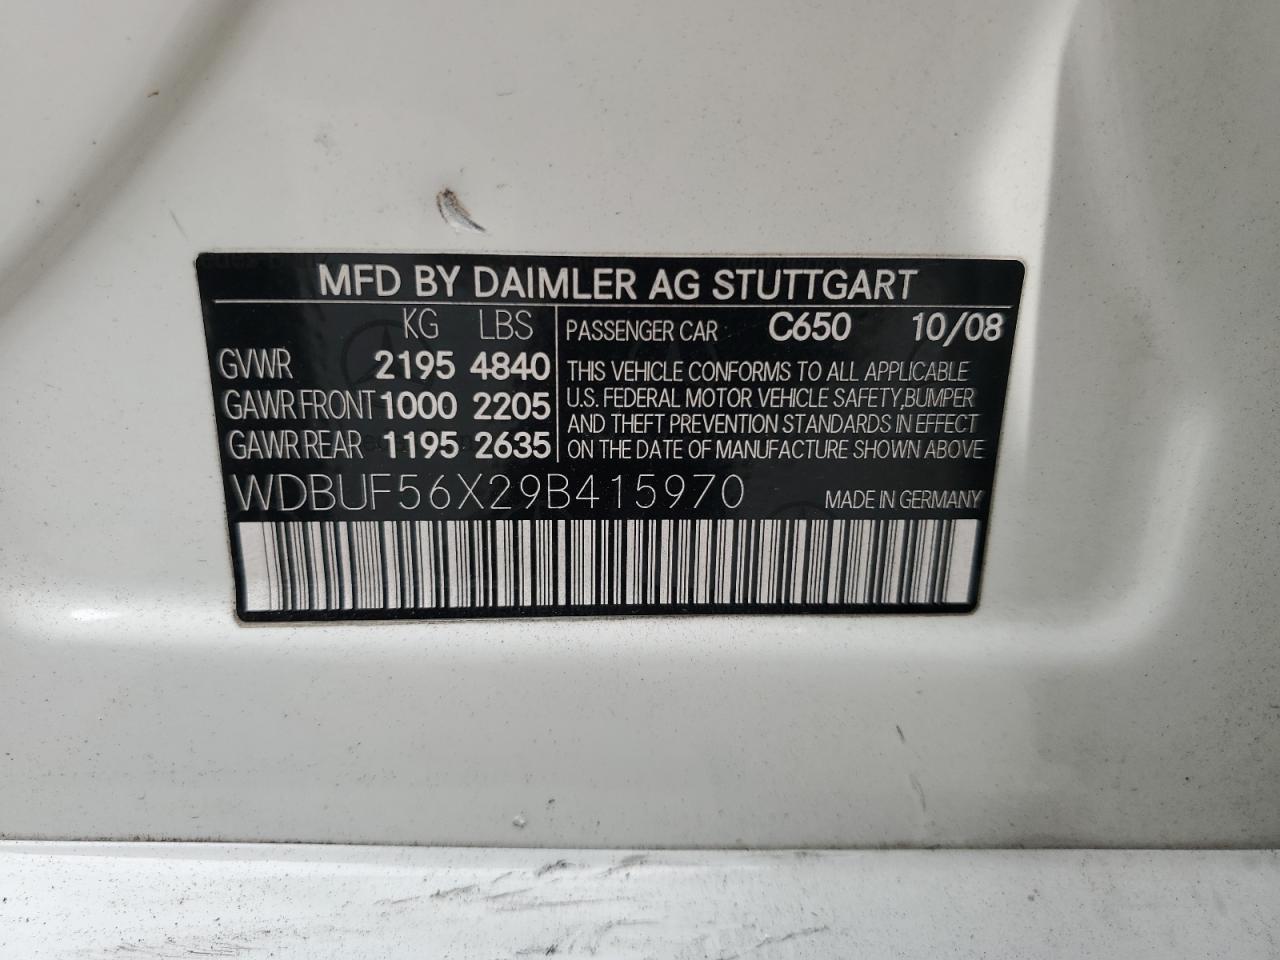 MFD BY DAIMLER AG STUTTGART
KG LBS
GVWR 2195 4840
GAWR FRONT 1000 2205
GAWR REAR 1195 2635
PASSENGER CAR C650 10/08
THIS VEHICLE CONFORMS TO ALL APPLICABLE
U.S. FEDERAL MOTOR VEHICLE SAFETY,BUMPER
AND THEFT PREVENTION STANDARDS IN EFFECT
ON THE DATE OF MANUFACTURE SHOWN ABOVE
WDBUF56X29B415970 MADE IN GERMANY